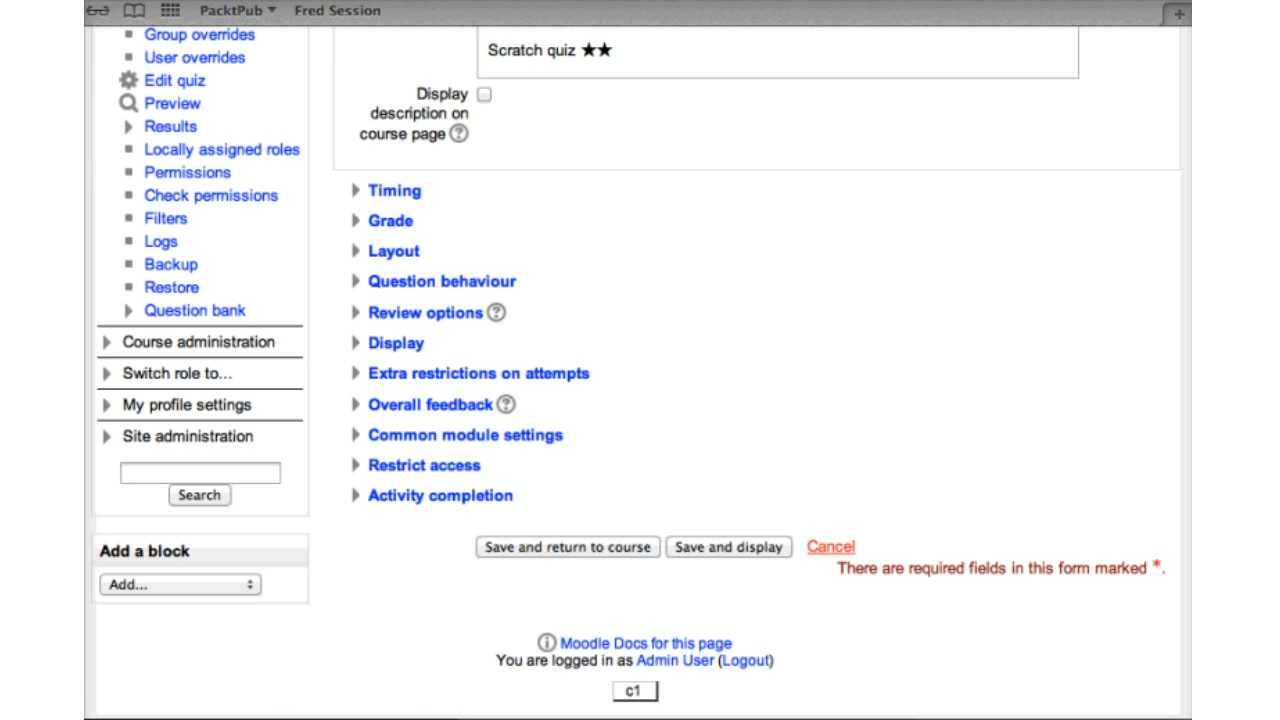 PacktPub ▾ Fred Session
+
Group overrides
User overrides
Edit quiz
Preview
Results
Locally assigned roles
Permissions
Check permissions
Filters
Logs
Backup
Restore
Question bank
Course administration
Switch role to...
My profile settings
Site administration
Search
Add a block
Add...
Scratch quiz ★★
Display
description on
course page ?
Timing
Grade
Layout
Question behaviour
Review options ?
Display
Extra restrictions on attempts
Overall feedback ?
Common module settings
Restrict access
Activity completion
Save and return to course Save and display Cancel
There are required fields in this form marked *.
i Moodle Docs for this page
You are logged in as Admin User (Logout)
c1